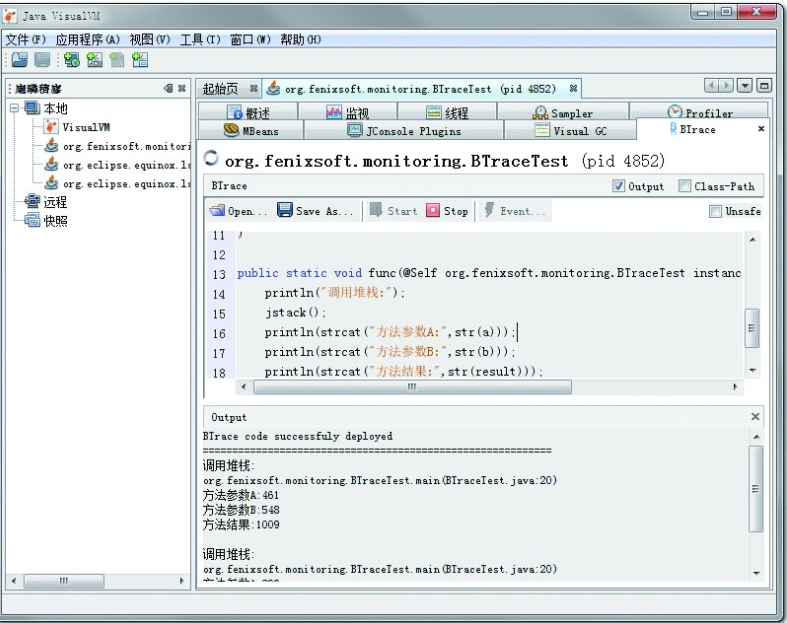 Java VisualVM
文件(F) 应用程序(A) 视图(V) 工具(T) 窗口(W) 帮助(H)
本地
VisualVM
org.fenixsoft.monitori
org.eclipse.equinox.la
org.eclipse.equinox.la
远程
快照
起始页 org.fenixsoft.monitoring.BTraceTest (pid 4852)
概述 监视 线程 Sampler Profiler
MBeans JConsole Plugins Visual GC BTrace
org.fenixsoft.monitoring.BTraceTest (pid 4852)
BTrace Output Class-Path
Open... Save As... Start Stop Event... Unsafe
11 )
12
13 public static void func(@Self org.fenixsoft.monitoring.BTraceTest instanc
14 println("调用堆栈:");
15 jstack();
16 println(strcat("方法参数A:",str(a)));
17 println(strcat("方法参数B:",str(b)));
18 println(strcat("方法结果:",str(result)));
Output
BTrace code successfuly deployed
===========================================================
调用堆栈:
org.fenixsoft.monitoring.BTraceTest.main(BTraceTest.java:20)
方法参数A:461
方法参数B:548
方法结果:1009
调用堆栈:
org.fenixsoft.monitoring.BTraceTest.main(BTraceTest.java:20)